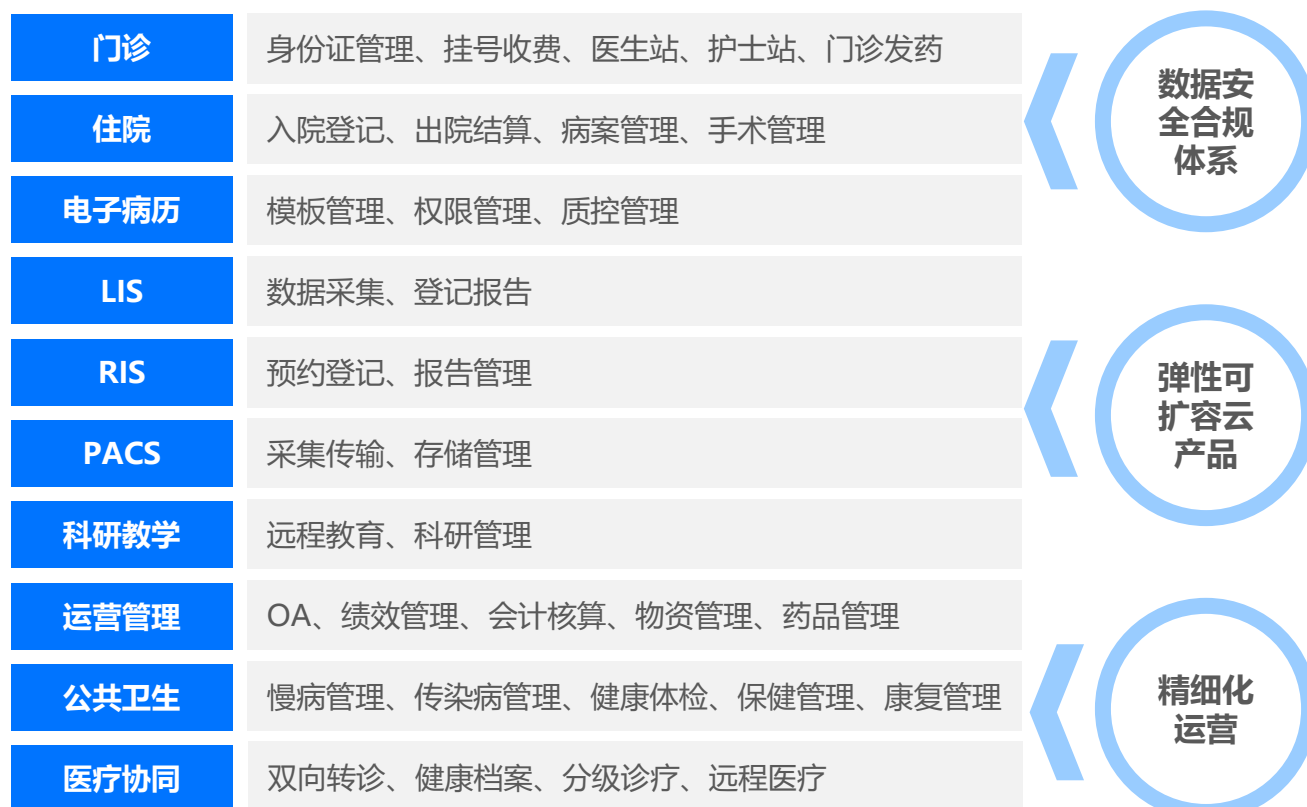 门诊
身份证管理、挂号收费、医生站、护士站、门诊发药
住院
入院登记、出院结算、病案管理、手术管理
电子病历
模板管理、权限管理、质控管理
LIS
数据采集、登记报告
RIS
预约登记、报告管理
PACS
采集传输、存储管理
科研教学
远程教育、科研管理
运营管理
OA、绩效管理、会计核算、物资管理、药品管理
公共卫生
慢病管理、传染病管理、健康体检、保健管理、康复管理
医疗协同
双向转诊、健康档案、分级诊疗、远程医疗
数据安
全合规
体系
弹性可
扩容云
产品
精细化
运营